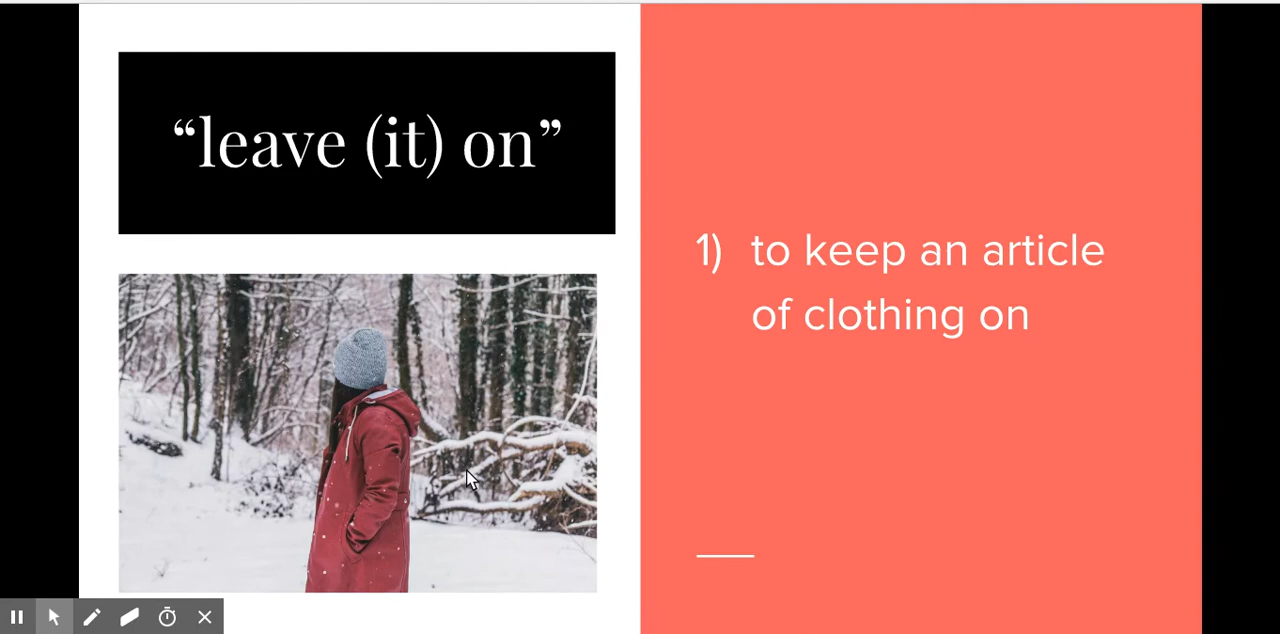 “leave (it) on”
1) to keep an article
of clothing on